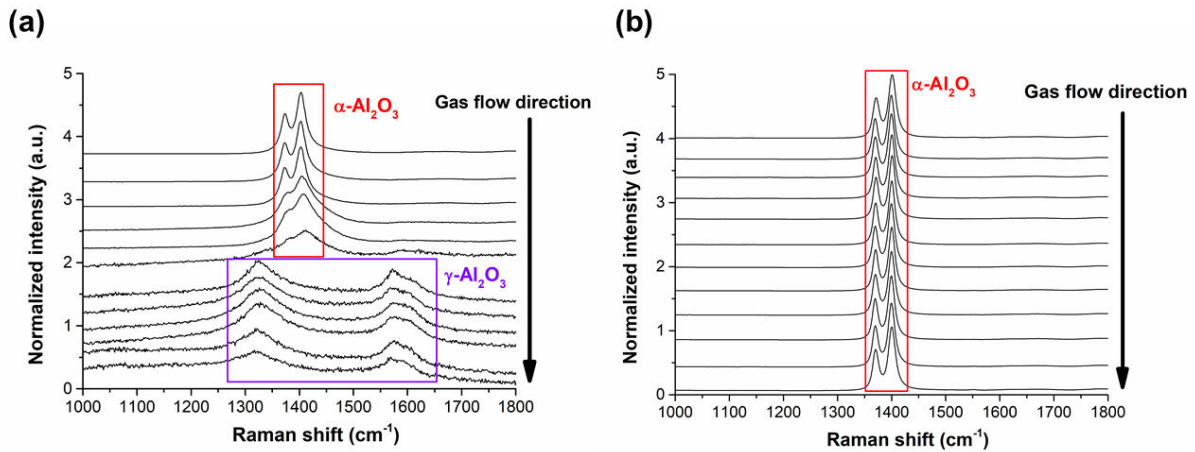 (a)
5
4
3
2
1
0
Normalized intensity (a.u.)
α-Al₂O₃
γ-Al₂O₃
Gas flow direction
1000 1100 1200 1300 1400 1500 1600 1700 1800
Raman shift (cm⁻¹)
(b)
5
4
3
2
1
0
Normalized intensity (a.u.)
α-Al₂O₃
Gas flow direction
1000 1100 1200 1300 1400 1500 1600 1700 1800
Raman shift (cm⁻¹)